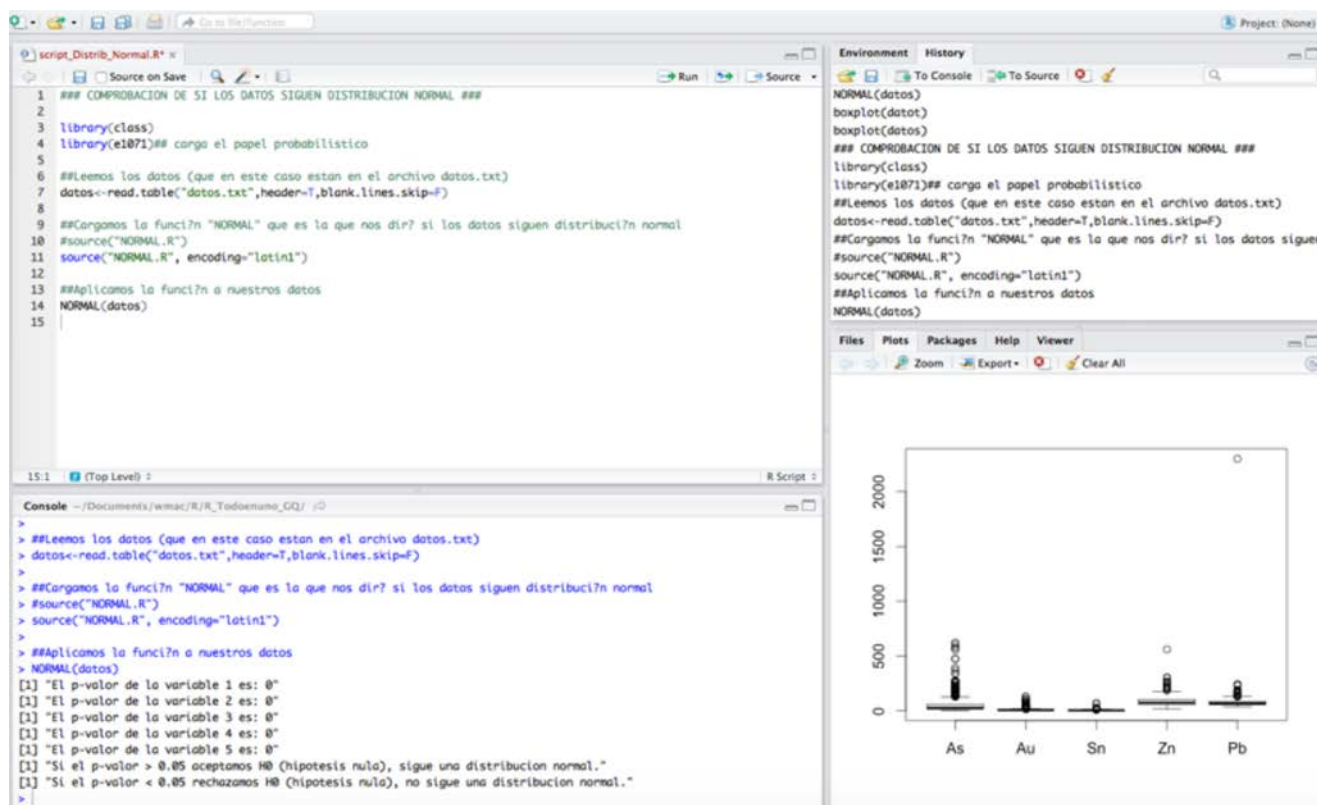 Go to file/function
Project: (None)
script_Distrib_Normal.R*
Source on Save
Run
Source
1 ### COMPROBACION DE SI LOS DATOS SIGUEN DISTRIBUCION NORMAL ###
2
3 library(class)
4 library(e1071)## carga el papel probabilistico
5
6 ##Leemos los datos (que en este caso estan en el archivo datos.txt)
7 datos<-read.table("datos.txt",header=T,blank.lines.skip=F)
8
9 ##Cargamos la funci?n "NORMAL" que es la que nos dir? si los datos siguen distribuci?n normal
10 #source("NORMAL.R")
11 source("NORMAL.R", encoding="latin1")
12
13 ##Aplicamos la funci?n a nuestros datos
14 NORMAL(datos)
15
15:1 (Top Level) R Script
Console ~/Documents/wmac/R/R_Todoenuno_GQ/
>
> ##Leemos los datos (que en este caso estan en el archivo datos.txt)
> datos<-read.table("datos.txt",header=T,blank.lines.skip=F)
>
> ##Cargamos la funci?n "NORMAL" que es la que nos dir? si los datos siguen distribuci?n normal
> #source("NORMAL.R")
> source("NORMAL.R", encoding="latin1")
>
> ##Aplicamos la funci?n a nuestros datos
> NORMAL(datos)
[1] "El p-valor de la variable 1 es: 0"
[1] "El p-valor de la variable 2 es: 0"
[1] "El p-valor de la variable 3 es: 0"
[1] "El p-valor de la variable 4 es: 0"
[1] "El p-valor de la variable 5 es: 0"
[1] "Si el p-valor > 0.05 aceptamos H0 (hipotesis nula), sigue una distribucion normal."
[1] "Si el p-valor < 0.05 rechazamos H0 (hipotesis nula), no sigue una distribucion normal."
>
Environment History
To Console To Source
NORMAL(datos)
boxplot(datot)
boxplot(datos)
### COMPROBACION DE SI LOS DATOS SIGUEN DISTRIBUCION NORMAL ###
library(class)
library(e1071)## carga el papel probabilistico
##Leemos los datos (que en este caso estan en el archivo datos.txt)
datos<-read.table("datos.txt",header=T,blank.lines.skip=F)
##Cargamos la funci?n "NORMAL" que es la que nos dir? si los datos siguen
#source("NORMAL.R")
source("NORMAL.R", encoding="latin1")
##Aplicamos la funci?n a nuestros datos
NORMAL(datos)
Files Plots Packages Help Viewer
Zoom Export Clear All
2000
1500
1000
500
0
As Au Sn Zn Pb